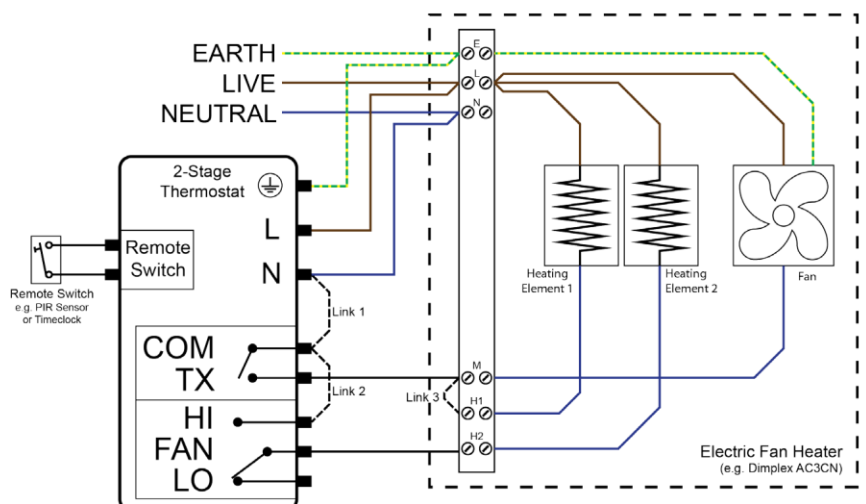 EARTH
LIVE
NEUTRAL
E
L
N
2-Stage
Thermostat
L
N
Remote
Switch
Remote Switch
e.g. PIR Sensor
or Timeclock
Link 1
COM
TX
Link 2
HI
FAN
LO
Link 3
M
H1
H2
Heating
Element 1
Heating
Element 2
Fan
Electric Fan Heater
(e.g. Dimplex AC3CN)